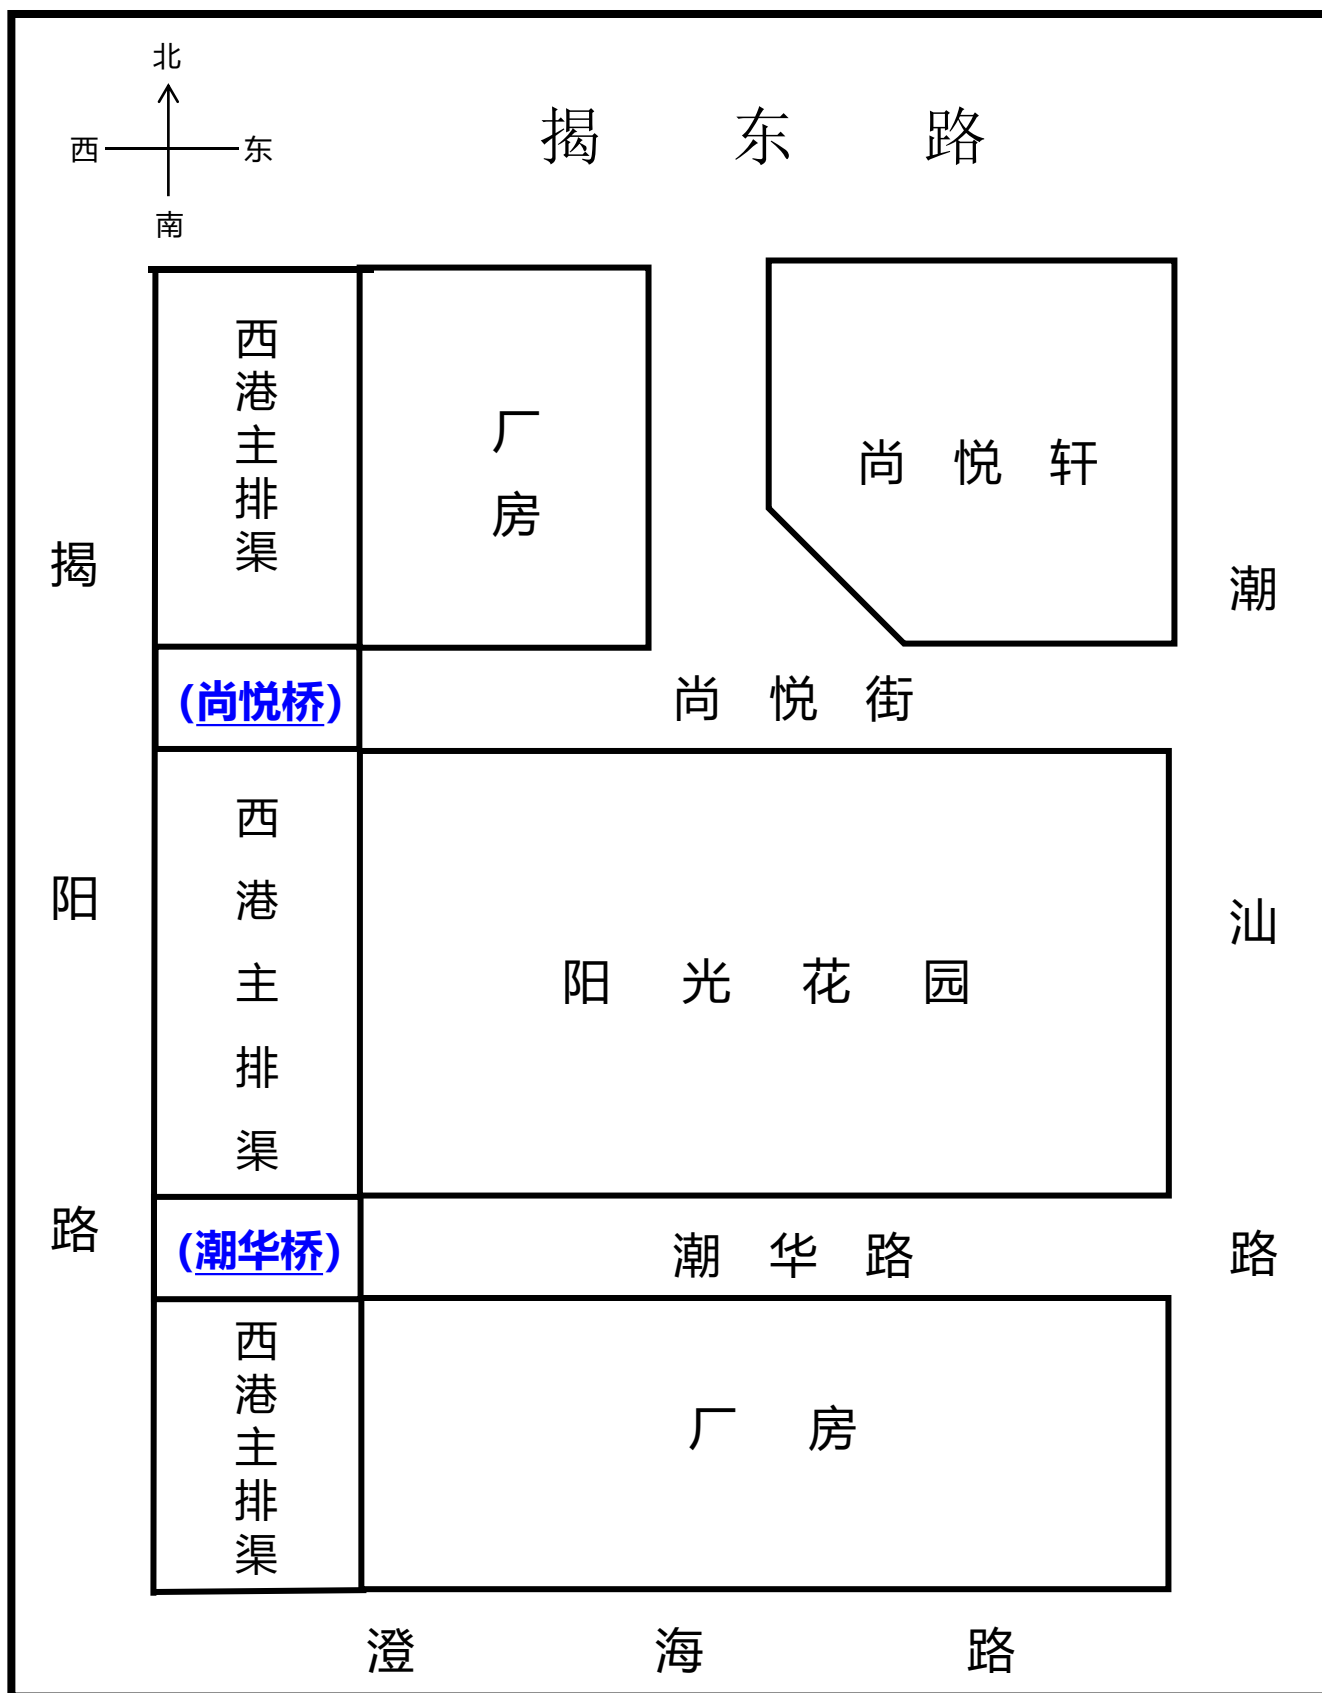 北
西 东
南
揭东路
西港主排渠
厂房
尚悦轩
揭阳路
潮汕路
(尚悦桥)
尚悦街
西港主排渠
阳光花园
(潮华桥)
潮华路
西港主排渠
厂房
澄海路